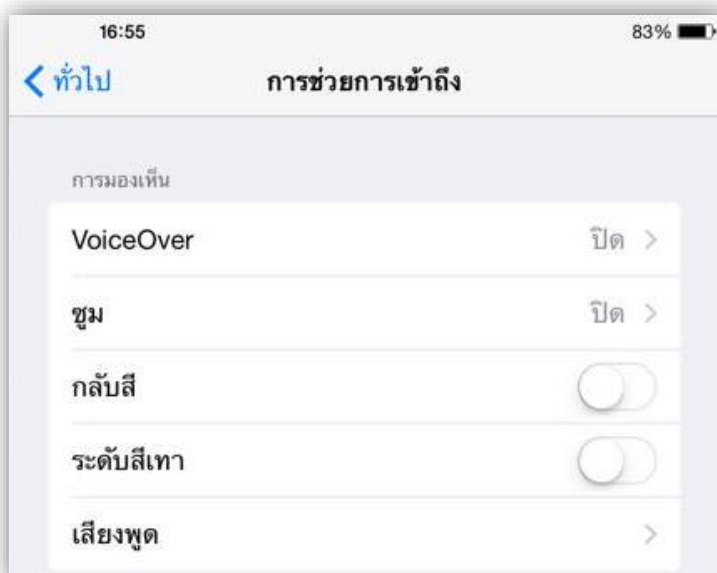 16:55 83%
ทั่วไป การช่วยการเข้าถึง
การมองเห็น
VoiceOver ปิด
ซูม ปิด
กลับสี
ระดับสีเทา
เสียงพูด